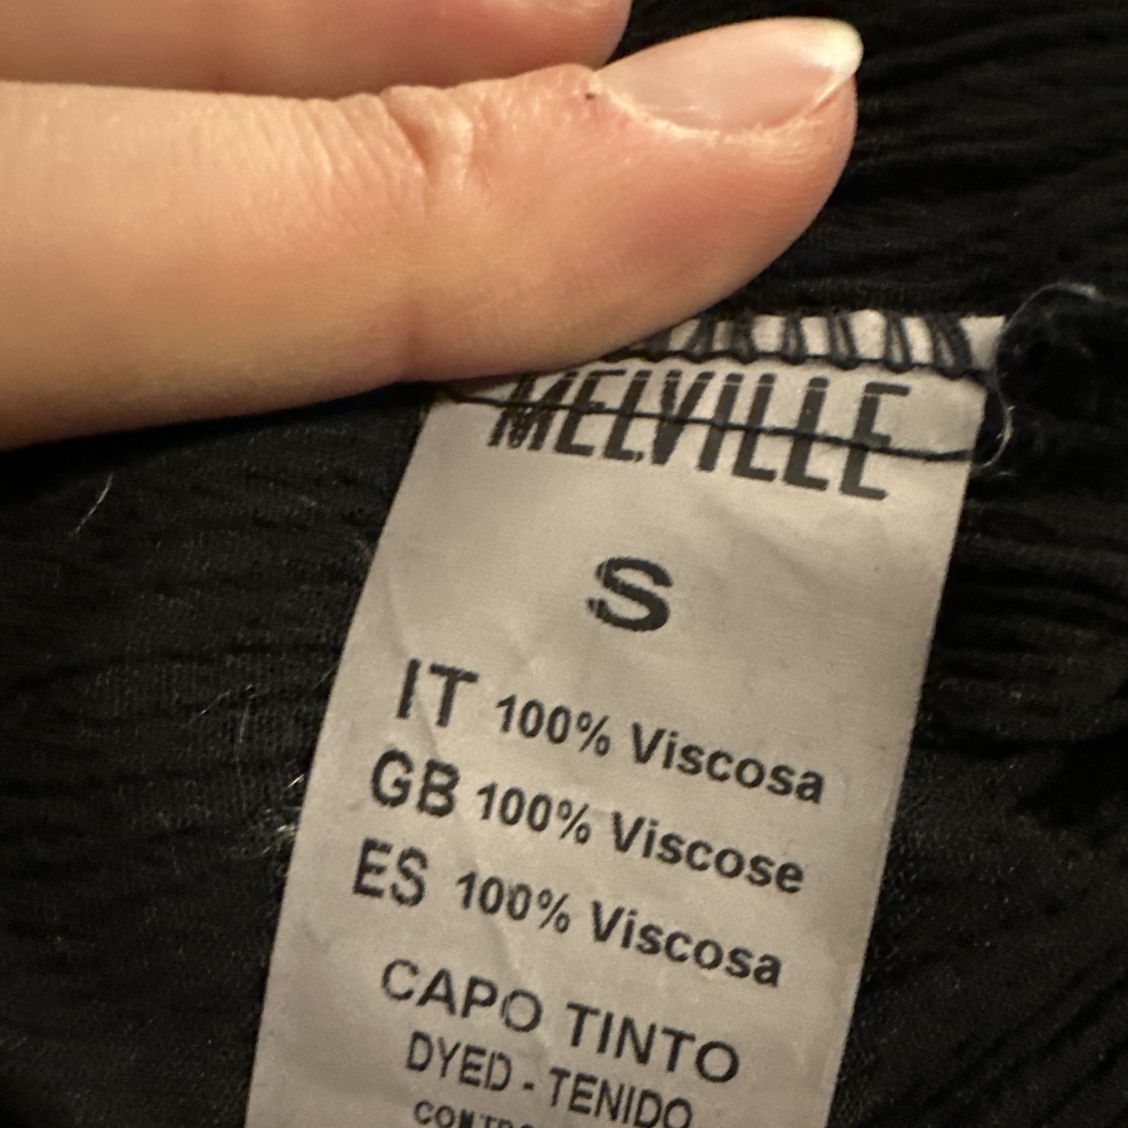 MELVILLE
S
IT 100% Viscosa
GB 100% Viscose
ES 100% Viscosa
CAPO TINTO
DYED - TENIDO